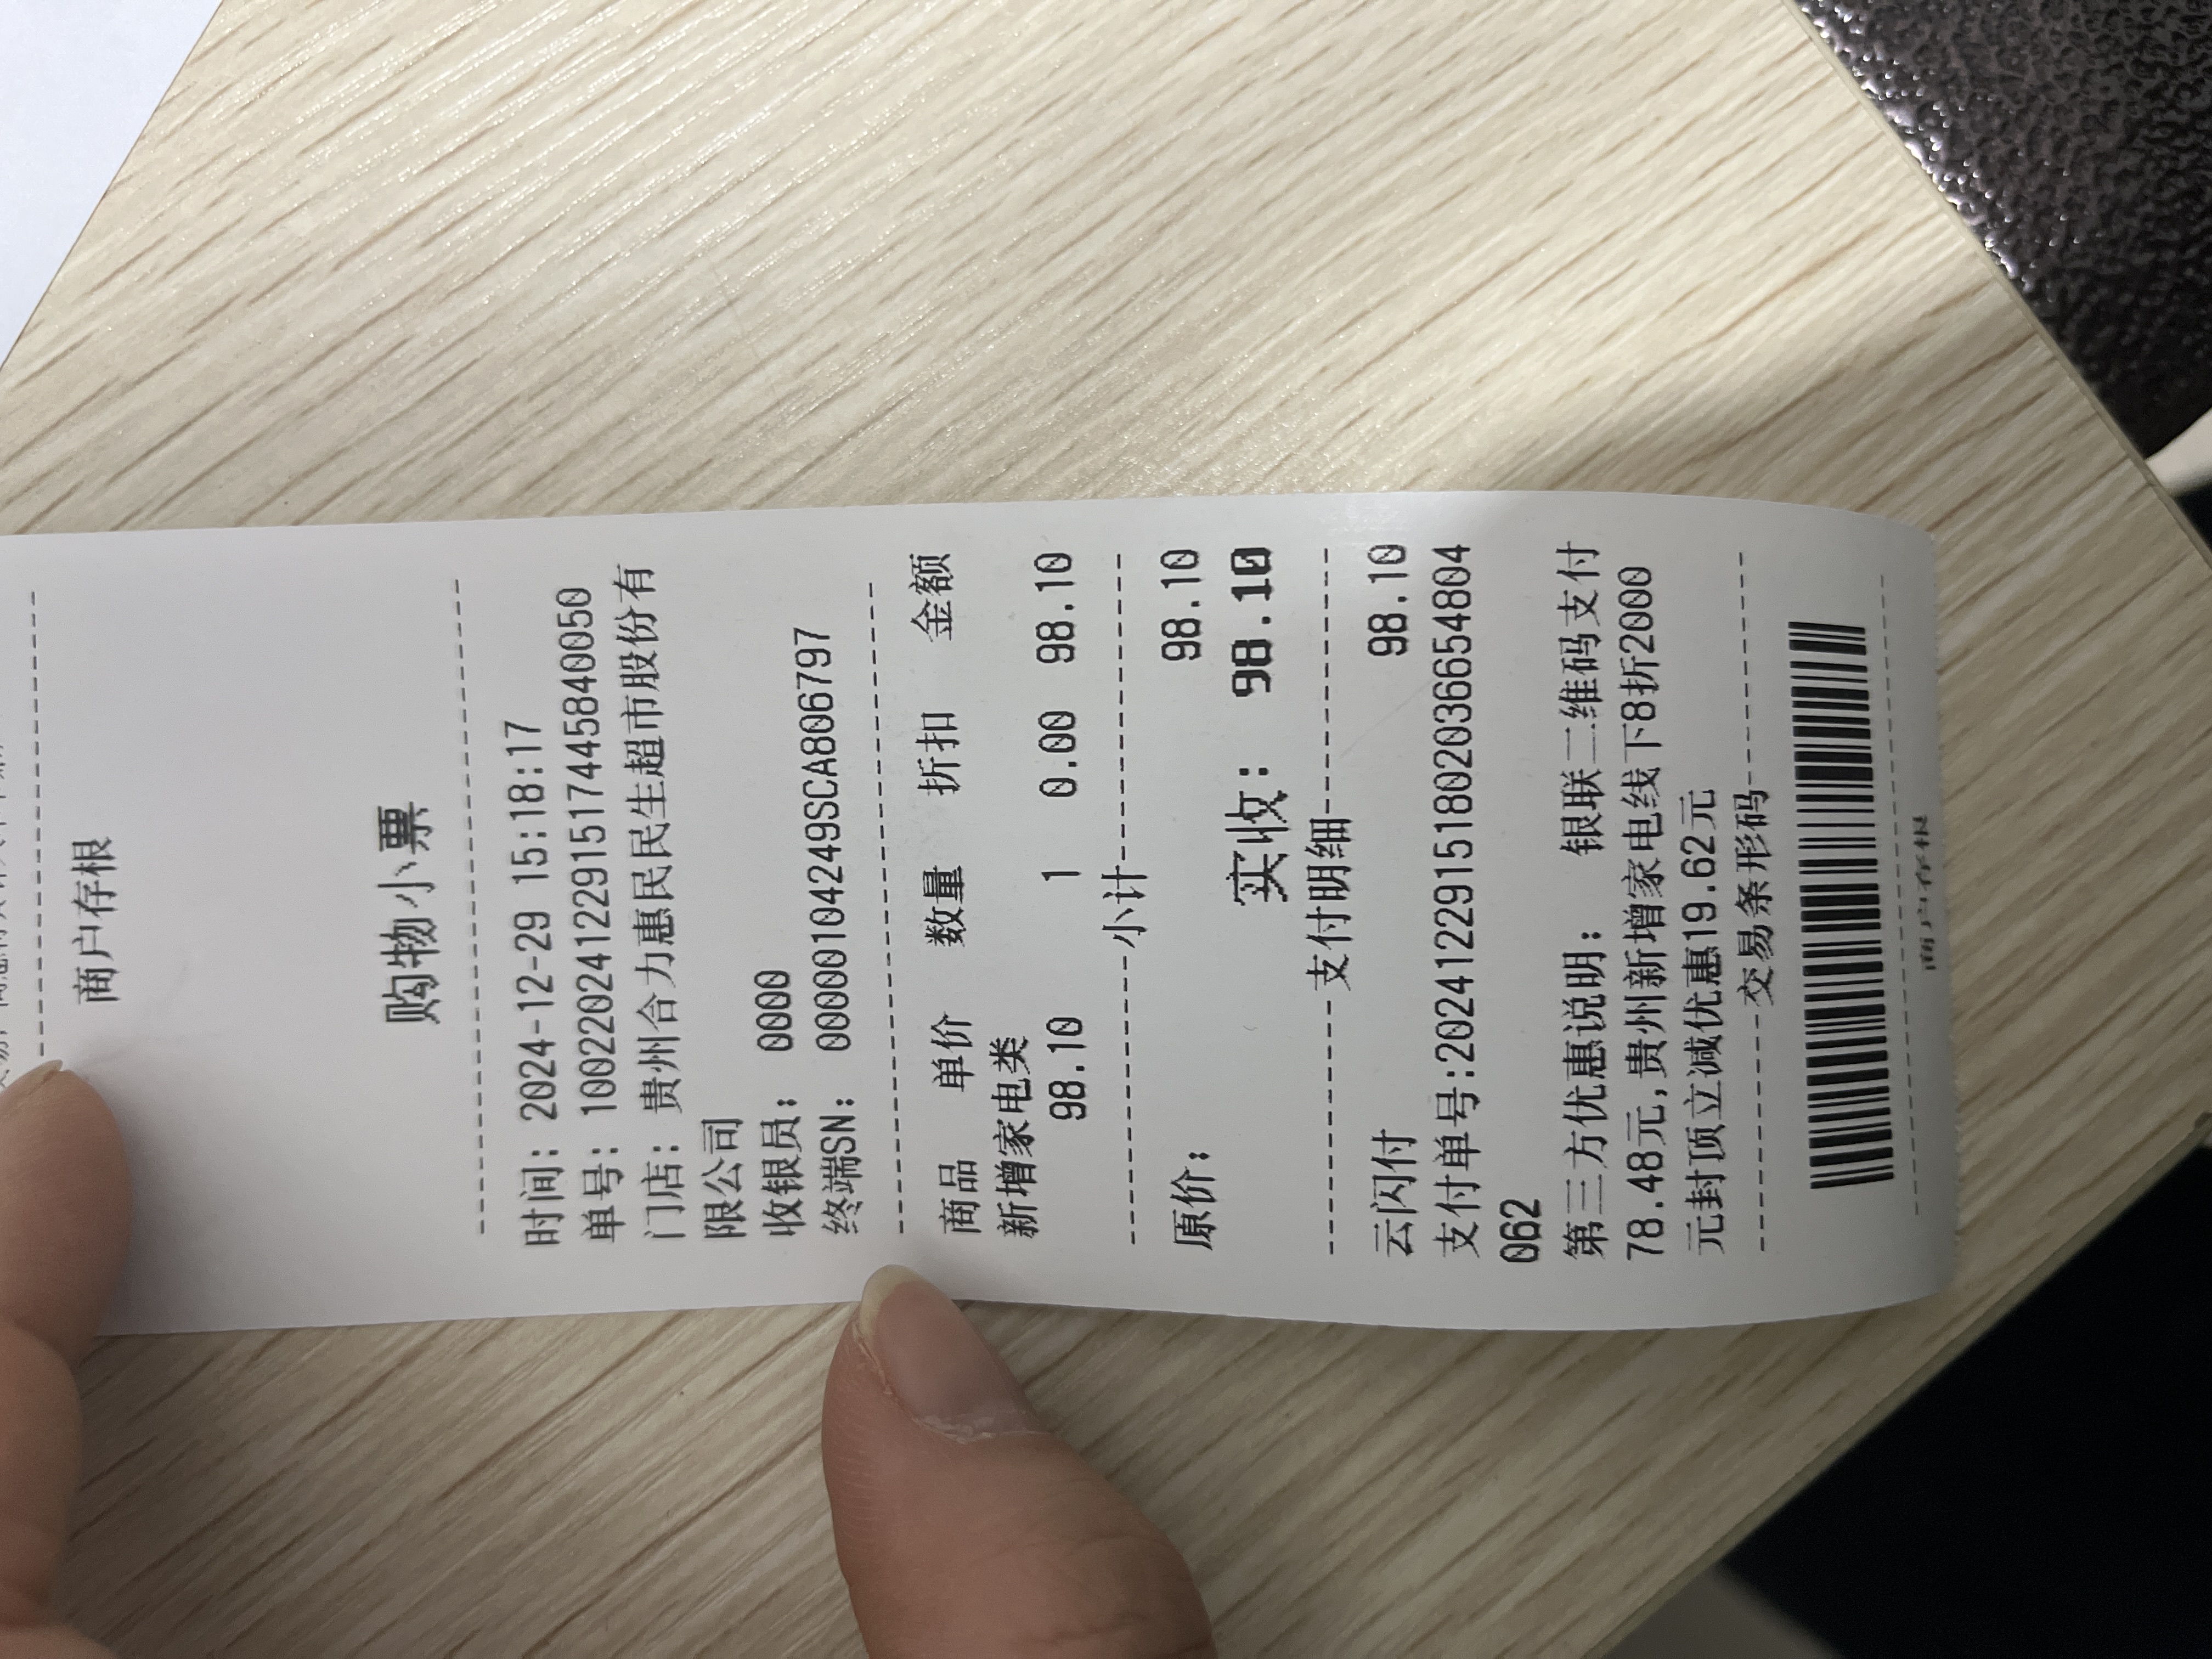 商户存根
购物小票
时间: 2024-12-29 15:18:17
单号: 10022024122915174458400​50
门店: 贵州合力惠民民生超市股份有
限公司
收银员: 0000
终端SN: 00000104249SCA806797
商品 单价 数量 折扣 金额
新增家电类
98.10 1 0.00 98.10
小计
原价: 98.10
实收: 98.10
支付明细
云闪付 98.10
支付单号:20241229151802036654804
062
第三方优惠说明: 银联二维码支付
78.48元,贵州新增家电线下8折2000
元封顶立减优惠19.62元
交易条形码
商户存根